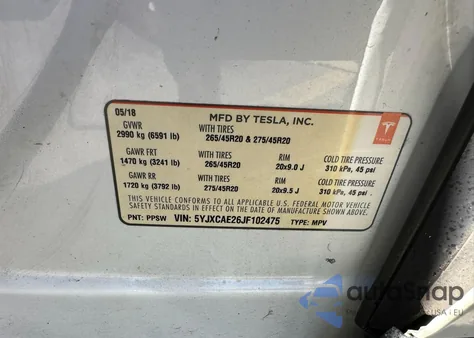 05/18 MFD BY TESLA, INC.
GVWR WITH TIRES
2990 kg (6591 lb) 265/45R20 & 275/45R20
GAWR FRT WITH TIRES RIM COLD TIRE PRESSURE
1470 kg (3241 lb) 265/45R20 20x9.0 J 310 kPa, 45 psi
GAWR RR WITH TIRES RIM COLD TIRE PRESSURE
1720 kg (3792 lb) 275/45R20 20x9.5 J 310 kPa, 45 psi
THIS VEHICLE CONFORMS TO ALL APPLICABLE U.S. FEDERAL MOTOR VEHICLE
SAFETY STANDARDS IN EFFECT ON THE DATE OF MANUFACTURE SHOWN ABOVE.
PNT: PPSW VIN: 5YJXCAE26JF102475 TYPE: MPV
TESLA
autosnap